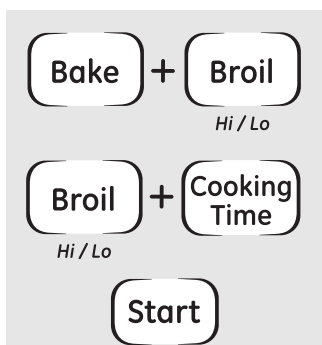 Bake + Broil
Hi / Lo
Broil + Cooking
Time
Hi / Lo
Start